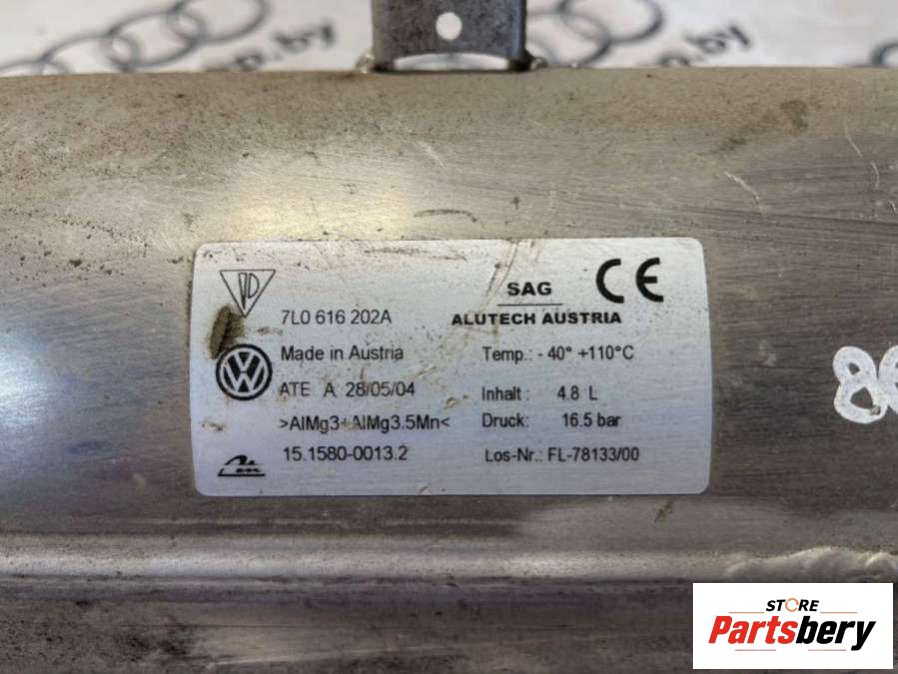 7L0 616 202A
Made in Austria
ATE A 28/05/04
>AlMg3+AlMg3.5Mn<
15.1580-0013.2
SAG
ALUTECH AUSTRIA
CE
Temp.: - 40° +110°C
Inhalt : 4.8 L
Druck: 16.5 bar
Los-Nr.: FL-78133/00
STORE
Partsbery